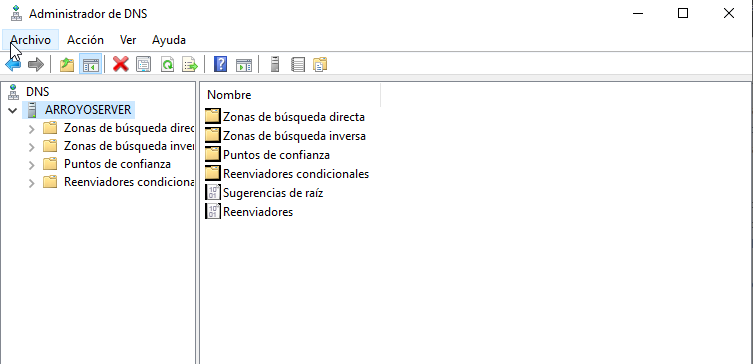 Administrador de DNS
Archivo Acción Ver Ayuda
DNS
ARROYOSERVER
Zonas de búsqueda direc
Zonas de búsqueda inver
Puntos de confianza
Reenviadores condiciona
Nombre
Zonas de búsqueda directa
Zonas de búsqueda inversa
Puntos de confianza
Reenviadores condicionales
Sugerencias de raíz
Reenviadores